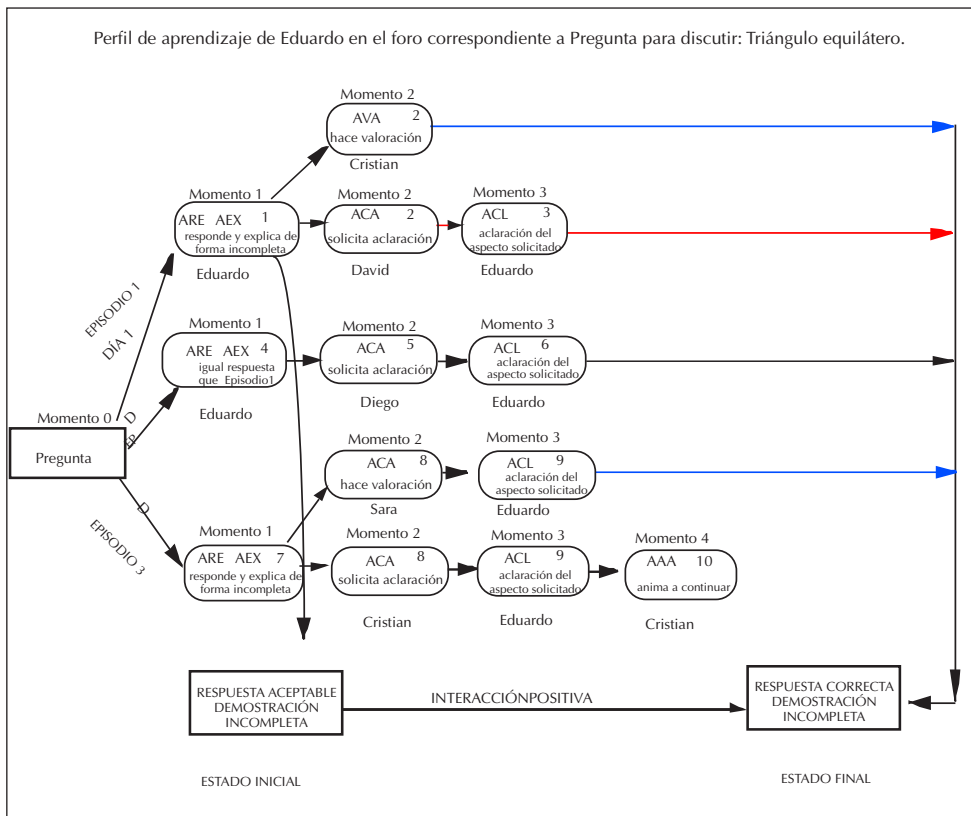 Perfil de aprendizaje de Eduardo en el foro correspondiente a Pregunta para discutir: Triángulo equilátero.
Momento 2
AVA 2
hace valoración
Cristian
Momento 1
ARE AEX 1
responde y explica de
forma incompleta
Eduardo
Momento 2
ACA 2
solicita aclaración
David
Momento 3
ACL 3
aclaración del
aspecto solicitado
Eduardo
EPISODIO 1
DÍA 1
Momento 1
ARE AEX 4
igual respuesta
que Episodio1
Eduardo
Momento 2
ACA 5
solicita aclaración
Diego
Momento 3
ACL 6
aclaración del
aspecto solicitado
Eduardo
Momento 0
Pregunta
D
EP
Momento 2
ACA 8
hace valoración
Sara
Momento 3
ACL 9
aclaración del
aspecto solicitado
Eduardo
D
EPISODIO 3
Momento 1
ARE AEX 7
responde y explica de
forma incompleta
Momento 2
ACA 8
solicita aclaración
Cristian
Momento 3
ACL 9
aclaración del
aspecto solicitado
Eduardo
Momento 4
AAA 10
anima a continuar
Cristian
RESPUESTA ACEPTABLE
DEMOSTRACIÓN
INCOMPLETA
INTERACCIÓNPOSITIVA
RESPUESTA CORRECTA
DEMOSTRACIÓN
INCOMPLETA
ESTADO INICIAL
ESTADO FINAL